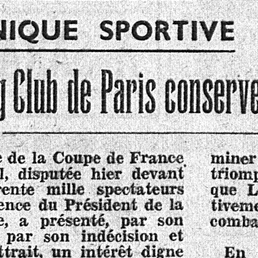 NIQUE SPORTIVE
g Club de Paris conserve
e de la Coupe de France
l, disputée hier devant
rente mille spectateurs
ence du Président de la
e, a présenté, par son
par son indécision et
ttrait, un intérêt digne
miner
triomp
que L
tivemen
comba
En